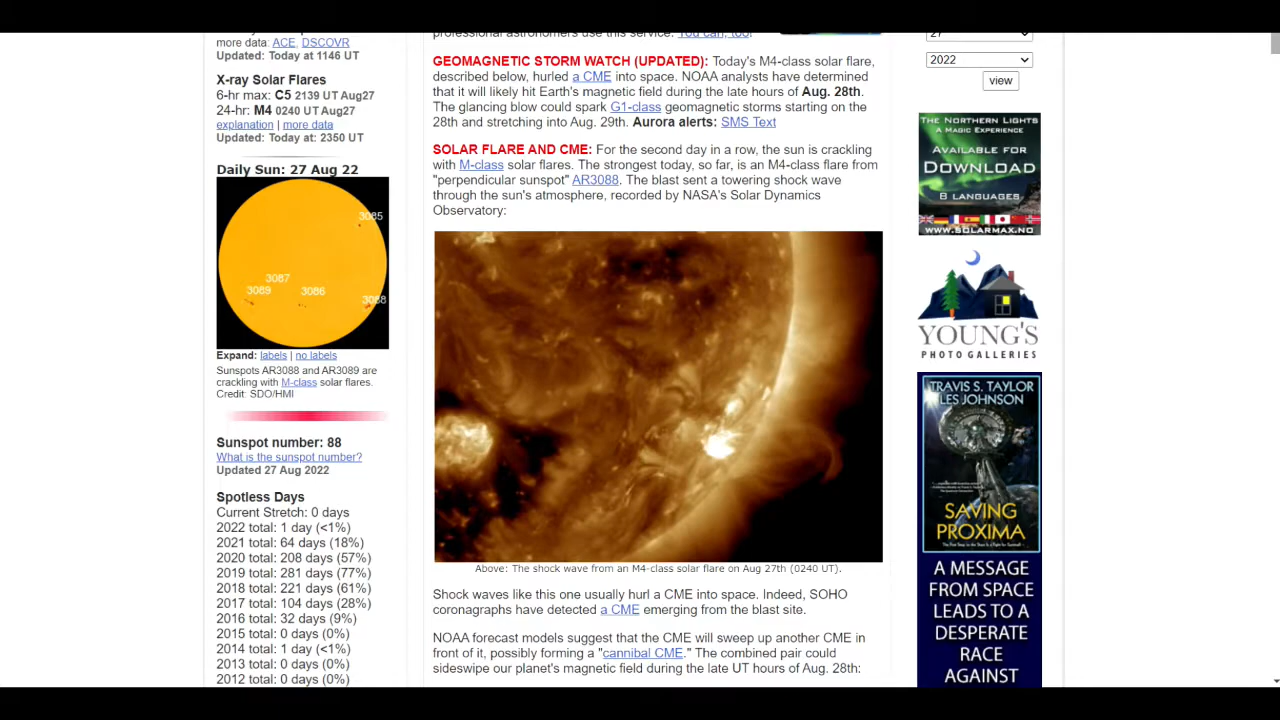 more data: ACE, DSCOVR
Updated: Today at 1146 UT
X-ray Solar Flares
6-hr max: C5 2139 UT Aug27
24-hr: M4 0240 UT Aug27
explanation | more data
Updated: Today at: 2350 UT
Daily Sun: 27 Aug 22
3085
3087
3089
3086
3088
Expand: labels | no labels
Sunspots AR3088 and AR3089 are
crackling with M-class solar flares.
Credit: SDO/HMI
Sunspot number: 88
What is the sunspot number?
Updated 27 Aug 2022
Spotless Days
Current Stretch: 0 days
2022 total: 1 day (<1%)
2021 total: 64 days (18%)
2020 total: 208 days (57%)
2019 total: 281 days (77%)
2018 total: 221 days (61%)
2017 total: 104 days (28%)
2016 total: 32 days (9%)
2015 total: 0 days (0%)
2014 total: 1 day (<1%)
2013 total: 0 days (0%)
2012 total: 0 days (0%)
professional astronomers use this service. You can, too!
GEOMAGNETIC STORM WATCH (UPDATED): Today's M4-class solar flare,
described below, hurled a CME into space. NOAA analysts have determined
that it will likely hit Earth's magnetic field during the late hours of Aug. 28th.
The glancing blow could spark G1-class geomagnetic storms starting on the
28th and stretching into Aug. 29th. Aurora alerts: SMS Text
SOLAR FLARE AND CME: For the second day in a row, the sun is crackling
with M-class solar flares. The strongest today, so far, is an M4-class flare from
"perpendicular sunspot" AR3088. The blast sent a towering shock wave
through the sun's atmosphere, recorded by NASA's Solar Dynamics
Observatory:
Above: The shock wave from an M4-class solar flare on Aug 27th (0240 UT).
Shock waves like this one usually hurl a CME into space. Indeed, SOHO
coronagraphs have detected a CME emerging from the blast site.
NOAA forecast models suggest that the CME will sweep up another CME in
front of it, possibly forming a "cannibal CME." The combined pair could
sideswipe our planet's magnetic field during the late UT hours of Aug. 28th:
27
2022
view
THE NORTHERN LIGHTS
A MAGIC EXPERIENCE
AVAILABLE FOR
DOWNLOAD
8 LANGUAGES
WWW.SOLARMAX.NO
YOUNG'S
PHOTO GALLERIES
TRAVIS S. TAYLOR
LES JOHNSON
SAVING
PROXIMA
A MESSAGE
FROM SPACE
LEADS TO A
DESPERATE
RACE
AGAINST